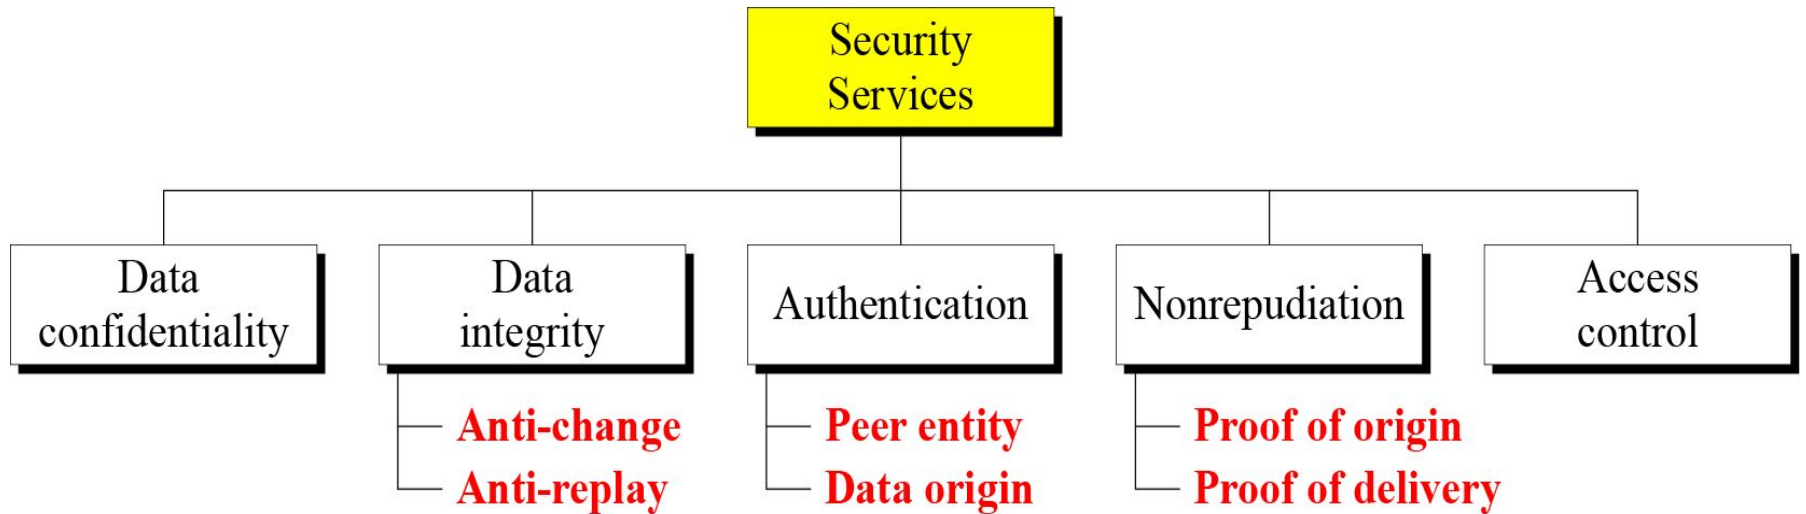 Security
Services
Data
confidentiality
Data
integrity
Authentication
Nonrepudiation
Access
control
Anti-change
Anti-replay
Peer entity
Data origin
Proof of origin
Proof of delivery